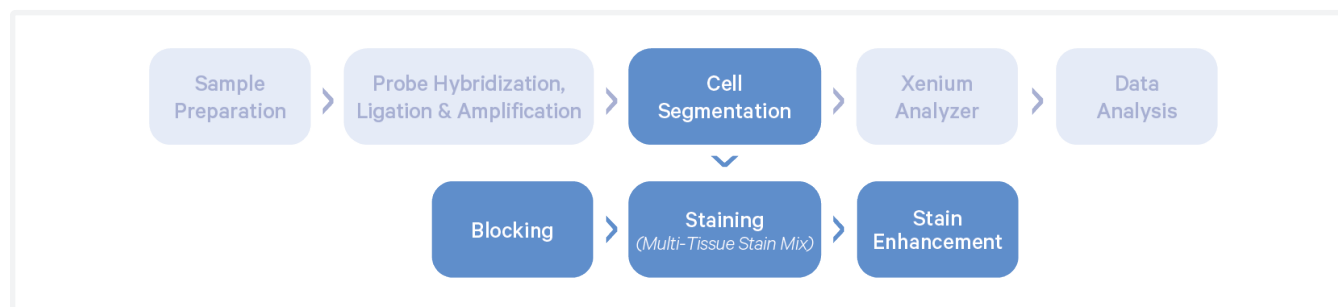 Sample
Preparation
Probe Hybridization,
Ligation & Amplification
Cell
Segmentation
Xenium
Analyzer
Data
Analysis
Blocking
Staining
(Multi-Tissue Stain Mix)
Stain
Enhancement